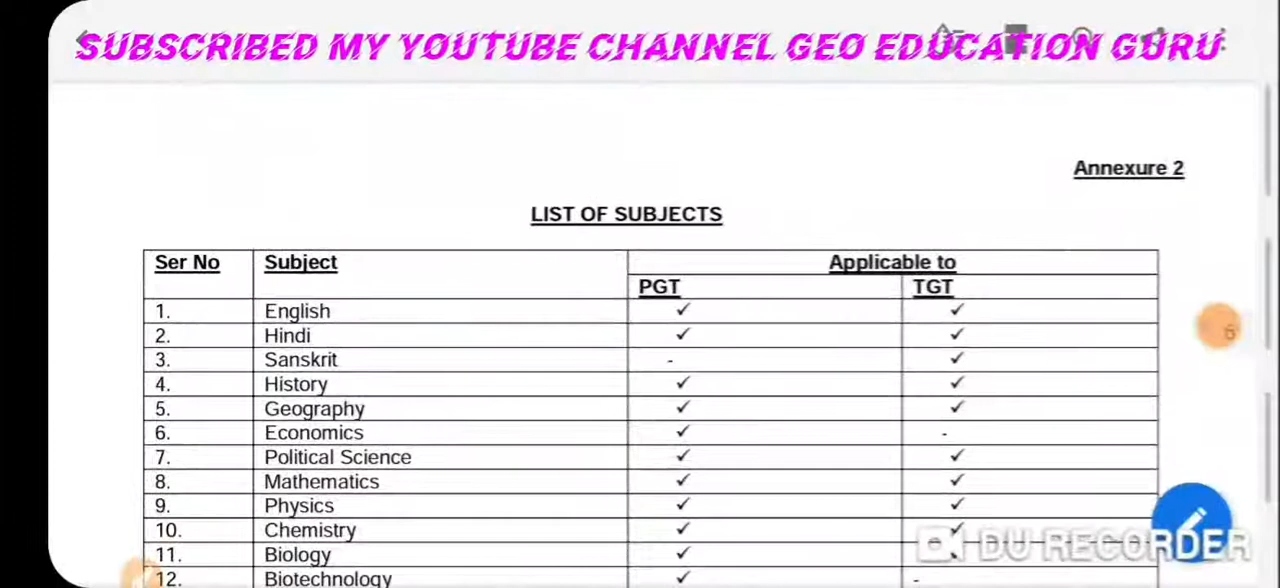 SUBSCRIBED MY YOUTUBE CHANNEL GEO EDUCATION GURU
Annexure 2
LIST OF SUBJECTS
Ser No Subject Applicable to
PGT TGT
1. English ✓ ✓
2. Hindi ✓ ✓
3. Sanskrit - ✓
4. History ✓ ✓
5. Geography ✓ ✓
6. Economics ✓ -
7. Political Science ✓ ✓
8. Mathematics ✓ ✓
9. Physics ✓ ✓
10. Chemistry ✓ ✓
11. Biology ✓
12. Biotechnology ✓ -
6
DU RECORDER